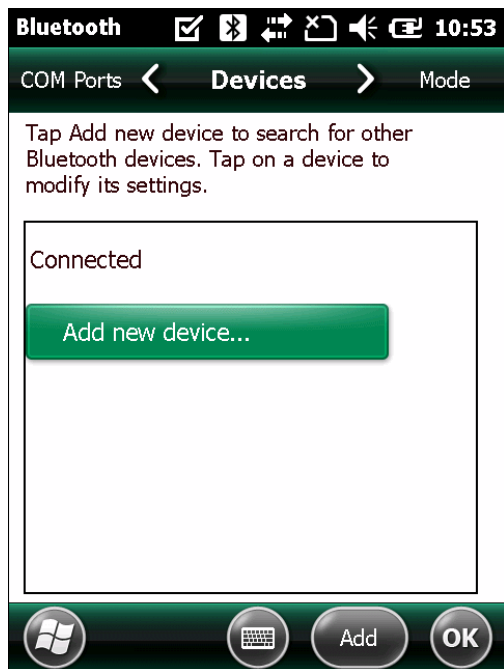 Bluetooth 10:53
COM Ports Devices Mode
Tap Add new device to search for other
Bluetooth devices. Tap on a device to
modify its settings.
Connected
Add new device...
Add OK